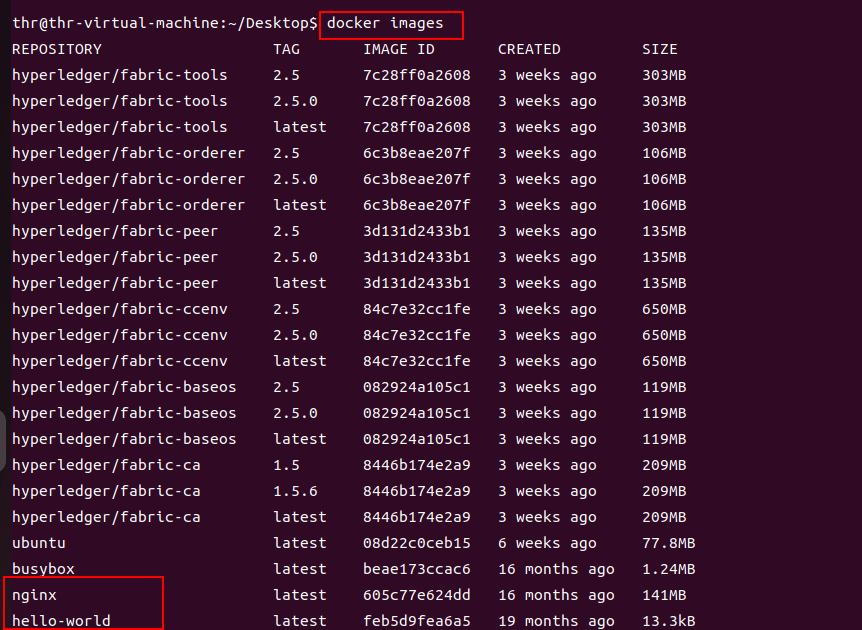 thr@thr-virtual-machine:~/Desktop$ docker images
REPOSITORY TAG IMAGE ID CREATED SIZE
hyperledger/fabric-tools 2.5 7c28ff0a2608 3 weeks ago 303MB
hyperledger/fabric-tools 2.5.0 7c28ff0a2608 3 weeks ago 303MB
hyperledger/fabric-tools latest 7c28ff0a2608 3 weeks ago 303MB
hyperledger/fabric-orderer 2.5 6c3b8eae207f 3 weeks ago 106MB
hyperledger/fabric-orderer 2.5.0 6c3b8eae207f 3 weeks ago 106MB
hyperledger/fabric-orderer latest 6c3b8eae207f 3 weeks ago 106MB
hyperledger/fabric-peer 2.5 3d131d2433b1 3 weeks ago 135MB
hyperledger/fabric-peer 2.5.0 3d131d2433b1 3 weeks ago 135MB
hyperledger/fabric-peer latest 3d131d2433b1 3 weeks ago 135MB
hyperledger/fabric-ccenv 2.5 84c7e32cc1fe 3 weeks ago 650MB
hyperledger/fabric-ccenv 2.5.0 84c7e32cc1fe 3 weeks ago 650MB
hyperledger/fabric-ccenv latest 84c7e32cc1fe 3 weeks ago 650MB
hyperledger/fabric-baseos 2.5 082924a105c1 3 weeks ago 119MB
hyperledger/fabric-baseos 2.5.0 082924a105c1 3 weeks ago 119MB
hyperledger/fabric-baseos latest 082924a105c1 3 weeks ago 119MB
hyperledger/fabric-ca 1.5 8446b174e2a9 3 weeks ago 209MB
hyperledger/fabric-ca 1.5.6 8446b174e2a9 3 weeks ago 209MB
hyperledger/fabric-ca latest 8446b174e2a9 3 weeks ago 209MB
ubuntu latest 08d22c0ceb15 6 weeks ago 77.8MB
busybox latest beae173ccac6 16 months ago 1.24MB
nginx latest 605c77e624dd 16 months ago 141MB
hello-world latest feb5d9fea6a5 19 months ago 13.3kB